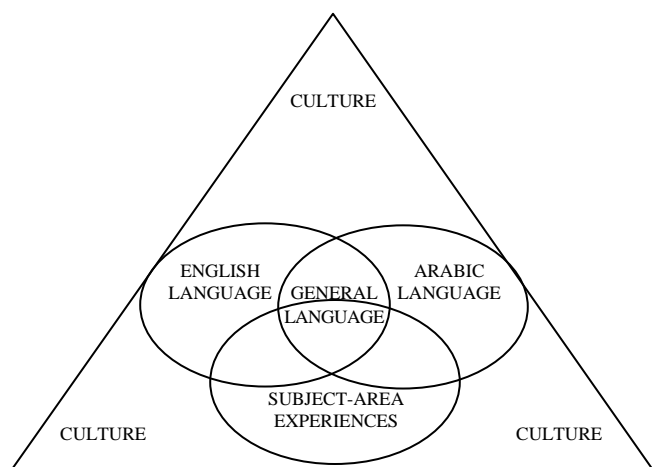 CULTURE
ENGLISH
LANGUAGE
GENERAL
LANGUAGE
ARABIC
LANGUAGE
SUBJECT-AREA
EXPERIENCES
CULTURE
CULTURE